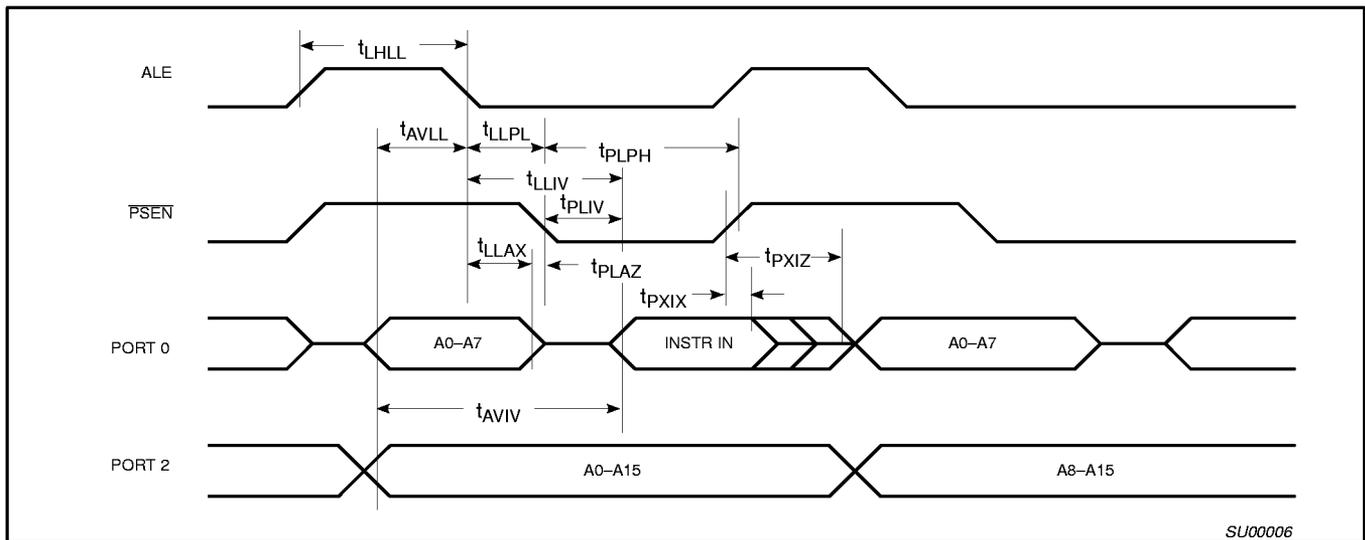 tLHLL
ALE
tAVLL
tLLPL
tPLPH
tLLIV
PSEN
tPLIV
tLLAX
tPLAZ
tPXIZ
tPXIX
PORT 0
A0–A7
INSTR IN
A0–A7
tAVIV
PORT 2
A0–A15
A8–A15
SU00006